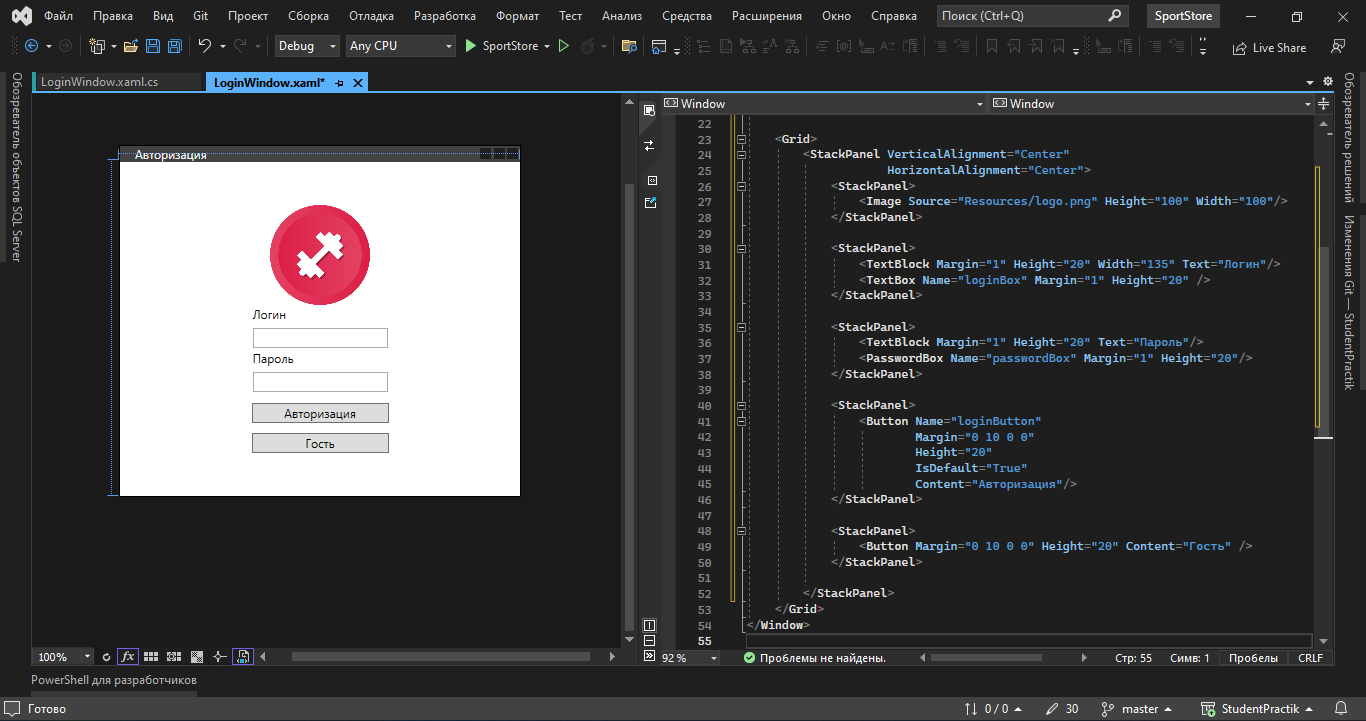 Файл Правка Вид Git Проект Сборка Отладка Разработка Формат Тест Анализ Средства Расширения Окно Справка Поиск (Ctrl+Q) SportStore
Debug Any CPU SportStore Live Share
LoginWindow.xaml.cs LoginWindow.xaml*
Обозреватель объектов SQL Server
Авторизация
Логин
Пароль
Авторизация
Гость
100%
Window Window
22
23 <Grid>
24 <StackPanel VerticalAlignment="Center"
25 HorizontalAlignment="Center">
26 <StackPanel>
27 <Image Source="Resources/logo.png" Height="100" Width="100"/>
28 </StackPanel>
29
30 <StackPanel>
31 <TextBlock Margin="1" Height="20" Width="135" Text="Логин"/>
32 <TextBox Name="loginBox" Margin="1" Height="20" />
33 </StackPanel>
34
35 <StackPanel>
36 <TextBlock Margin="1" Height="20" Text="Пароль"/>
37 <PasswordBox Name="passwordBox" Margin="1" Height="20"/>
38 </StackPanel>
39
40 <StackPanel>
41 <Button Name="loginButton"
42 Margin="0 10 0 0"
43 Height="20"
44 IsDefault="True"
45 Content="Авторизация"/>
46 </StackPanel>
47
48 <StackPanel>
49 <Button Margin="0 10 0 0" Height="20" Content="Гость" />
50 </StackPanel>
51
52 </StackPanel>
53 </Grid>
54 </Window>
55
92 % Проблемы не найдены. Стр: 55 Симв: 1 Пробелы CRLF
Обозреватель решений
Изменения Git — StudentPractik
PowerShell для разработчиков
Готово 0 / 0 30 master StudentPractik